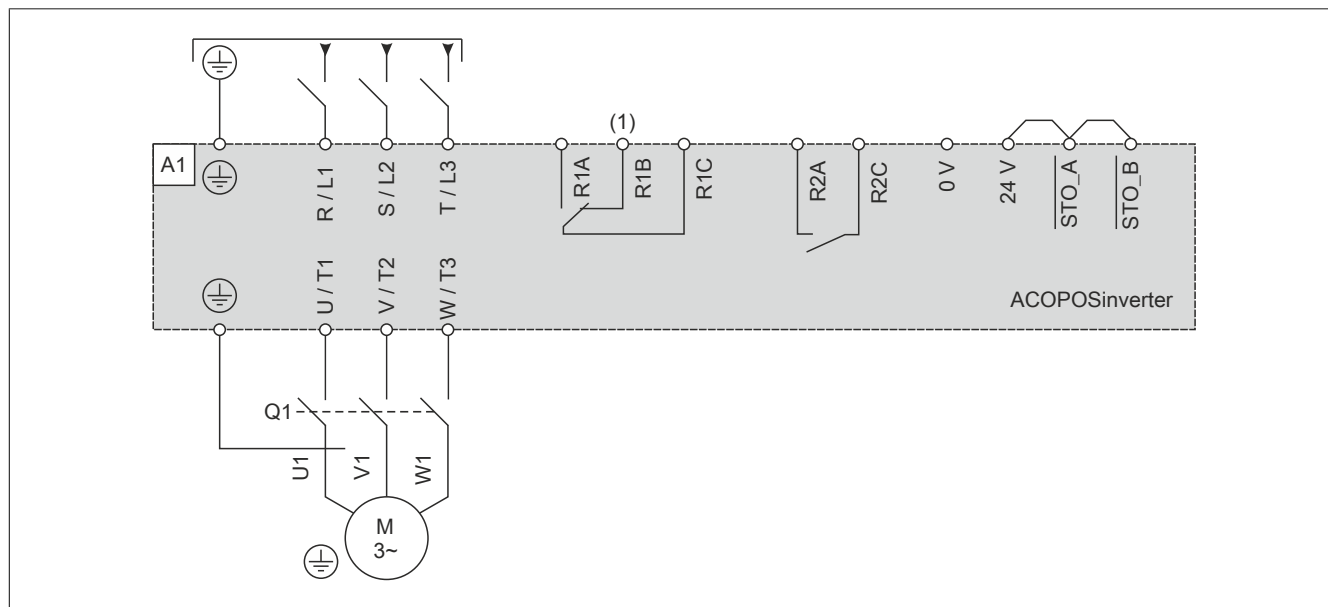 (1)
A1
R / L1
S / L2
T / L3
R1A
R1B
R1C
R2A
R2C
0 V
24 V
STO_A
STO_B
U / T1
V / T2
W / T3
ACOPOSinverter
Q1
U1
V1
W1
M
3~